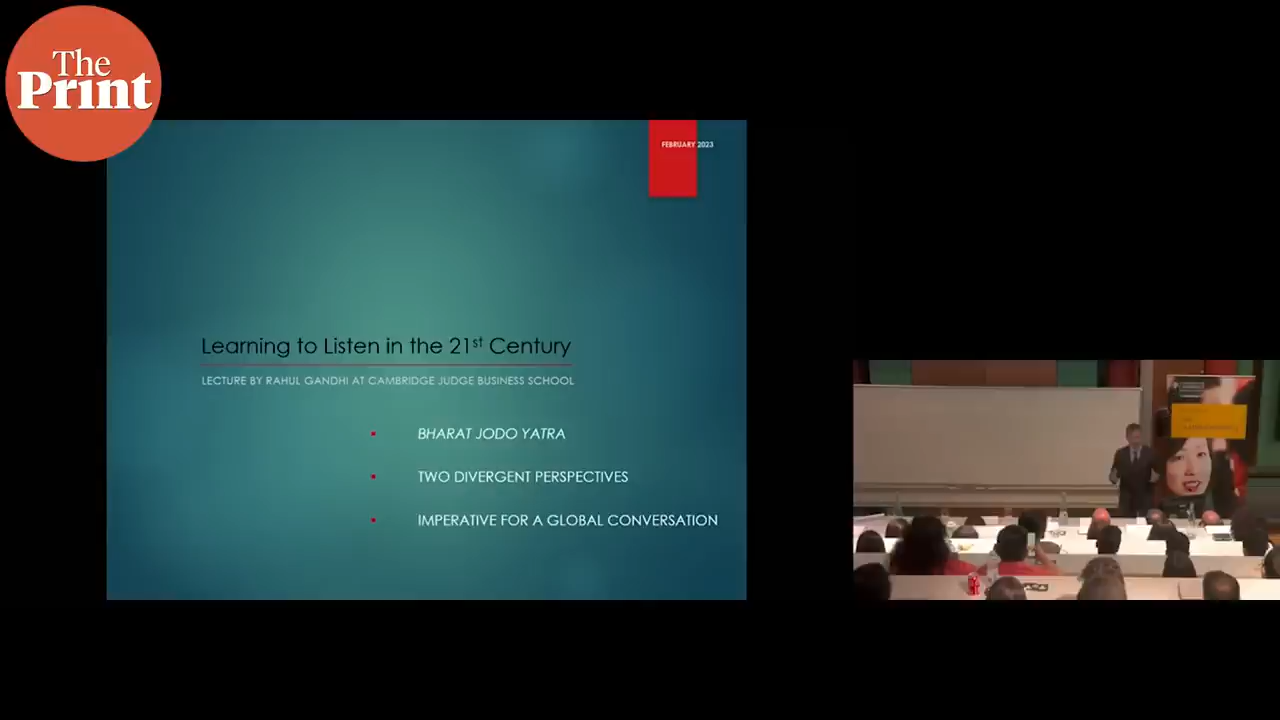 The
Print
FEBRUARY 2023
Learning to Listen in the 21st Century
LECTURE BY RAHUL GANDHI AT CAMBRIDGE JUDGE BUSINESS SCHOOL
BHARAT JODO YATRA
TWO DIVERGENT PERSPECTIVES
IMPERATIVE FOR A GLOBAL CONVERSATION